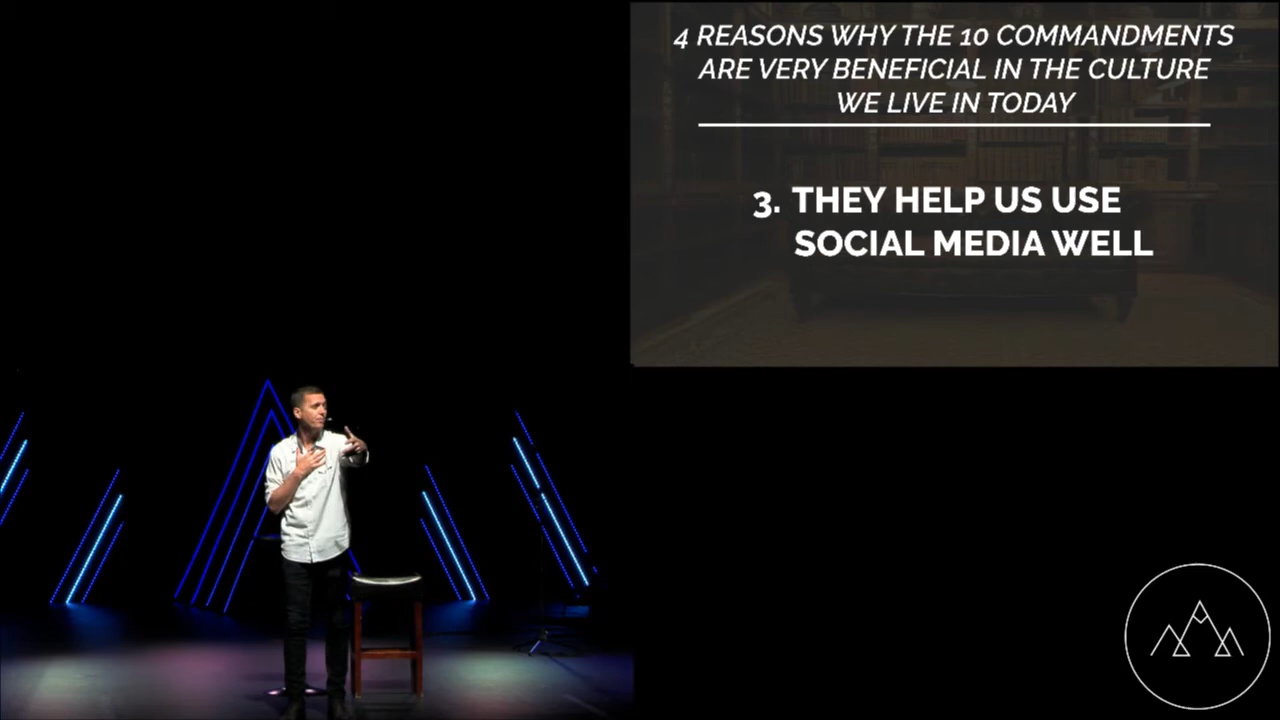 4 REASONS WHY THE 10 COMMANDMENTS
ARE VERY BENEFICIAL IN THE CULTURE
WE LIVE IN TODAY
3. THEY HELP US USE
SOCIAL MEDIA WELL